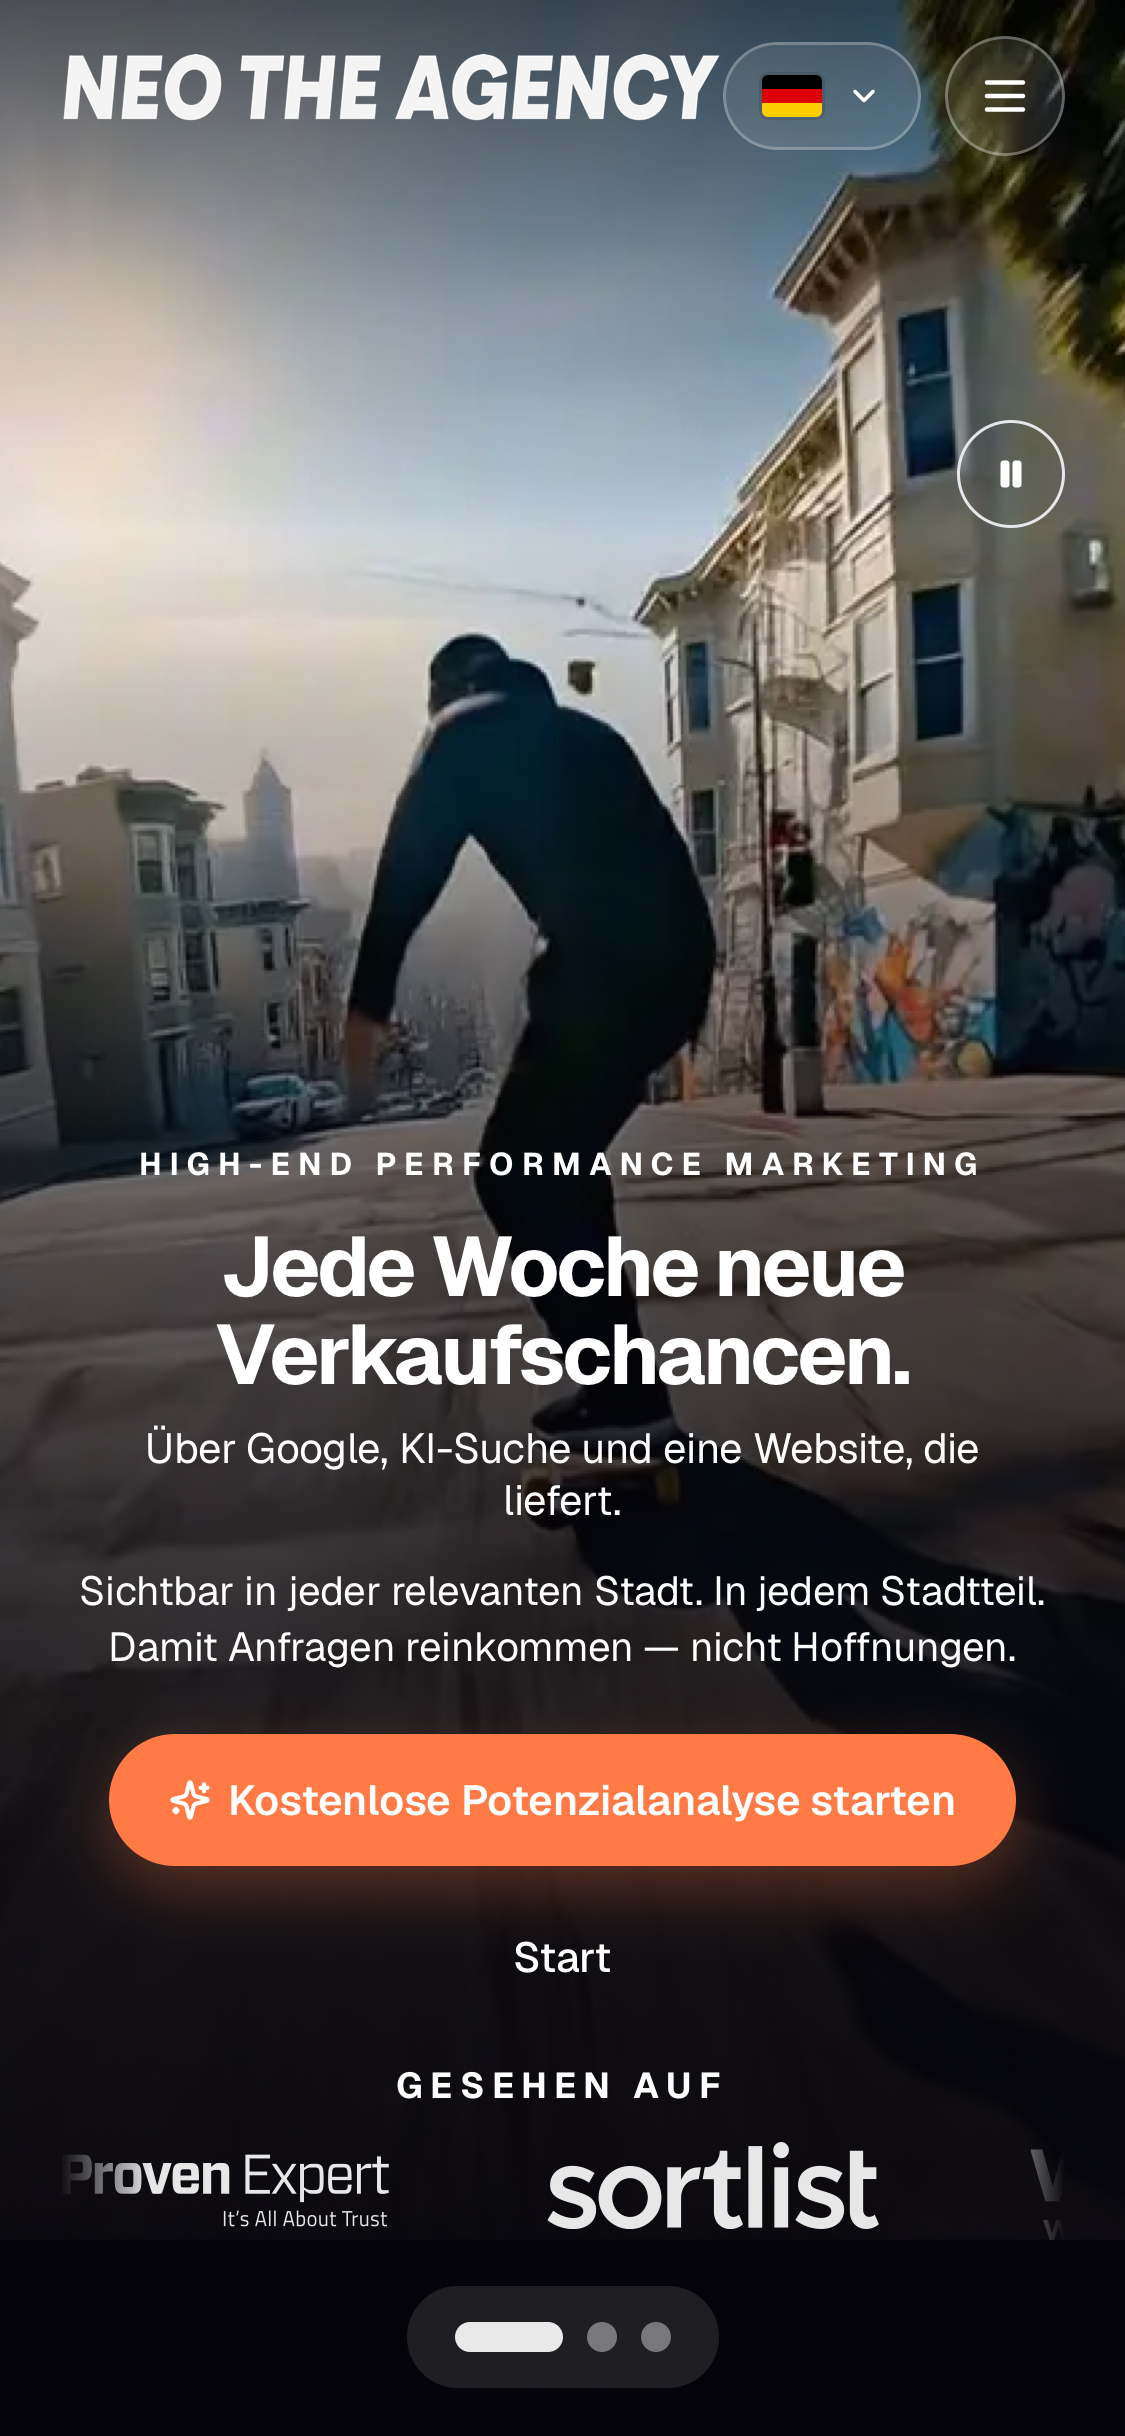 NEO THE AGENCY
HIGH-END PERFORMANCE MARKETING
Jede Woche neue
Verkaufschancen.
Über Google, KI-Suche und eine Website, die
liefert.
Sichtbar in jeder relevanten Stadt. In jedem Stadtteil.
Damit Anfragen reinkommen — nicht Hoffnungen.
Kostenlose Potenzialanalyse starten
Start
GESEHEN AUF
Proven Expert
It's All About Trust
sortlist